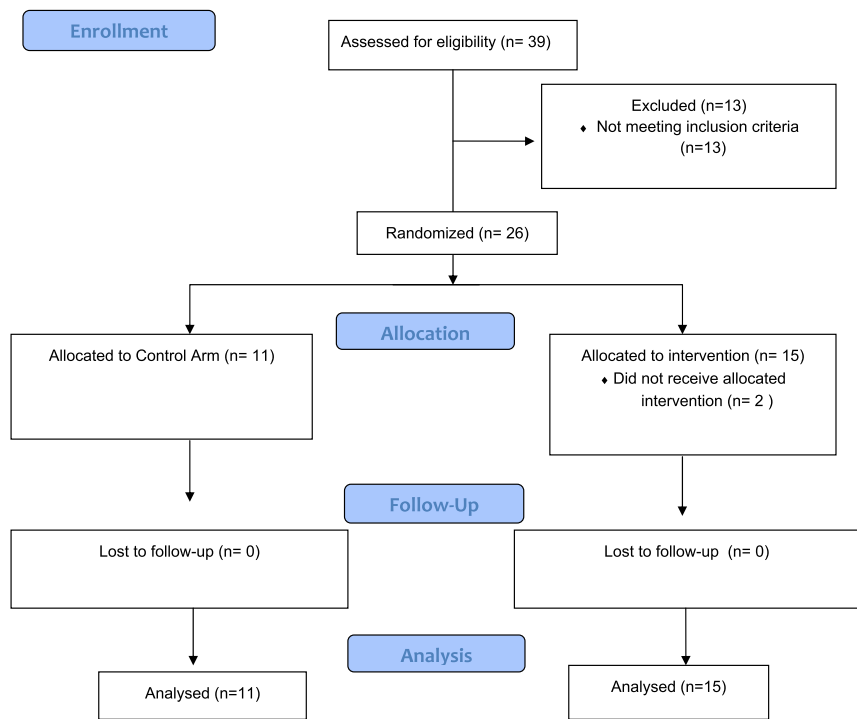 Enrollment
Assessed for eligibility (n= 39)
Excluded (n=13)
♦ Not meeting inclusion criteria
(n=13)
Randomized (n= 26)
Allocation
Allocated to Control Arm (n= 11)
Allocated to intervention (n= 15)
♦ Did not receive allocated
intervention (n= 2 )
Follow-Up
Lost to follow-up (n= 0)
Lost to follow-up (n= 0)
Analysis
Analysed (n=11)
Analysed (n=15)